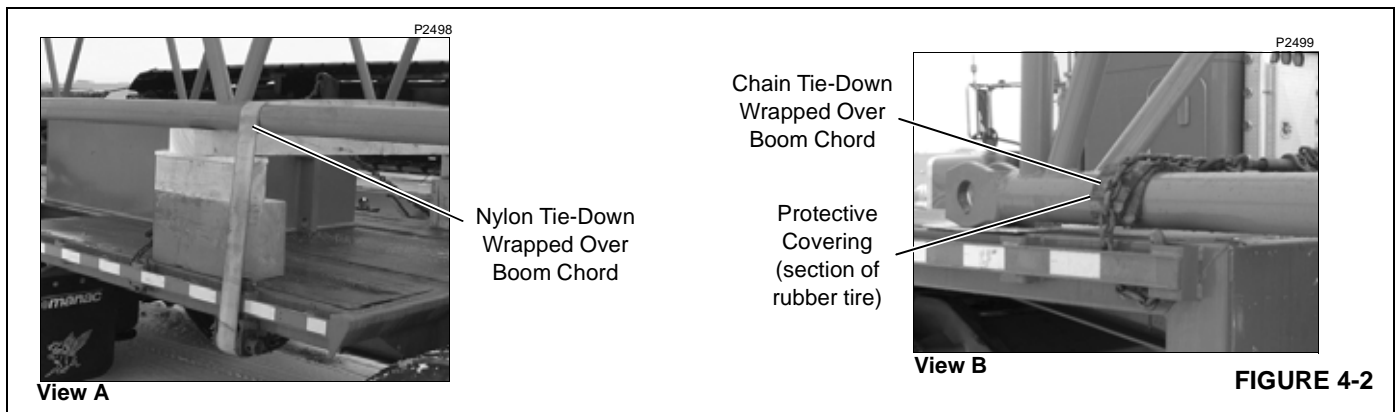 P2498
manac
Nylon Tie-Down
Wrapped Over
Boom Chord
View A
P2499
Chain Tie-Down
Wrapped Over
Boom Chord
Protective
Covering
(section of
rubber tire)
View B
FIGURE 4-2